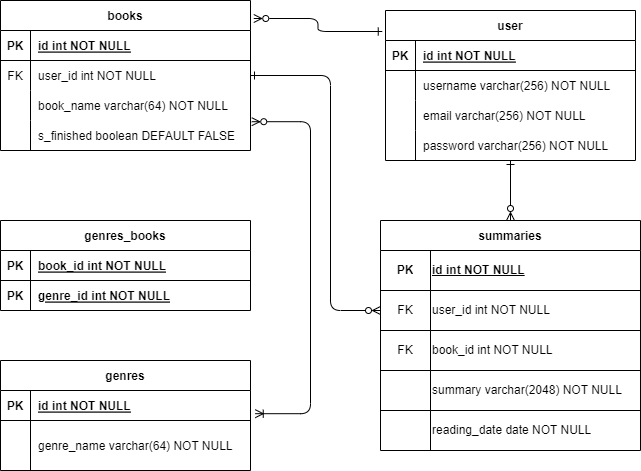 books
PK id int NOT NULL
FK user_id int NOT NULL
book_name varchar(64) NOT NULL
s_finished boolean DEFAULT FALSE
user
PK id int NOT NULL
username varchar(256) NOT NULL
email varchar(256) NOT NULL
password varchar(256) NOT NULL
genres_books
PK book_id int NOT NULL
PK genre_id int NOT NULL
summaries
PK id int NOT NULL
FK user_id int NOT NULL
FK book_id int NOT NULL
summary varchar(2048) NOT NULL
reading_date date NOT NULL
genres
PK id int NOT NULL
genre_name varchar(64) NOT NULL